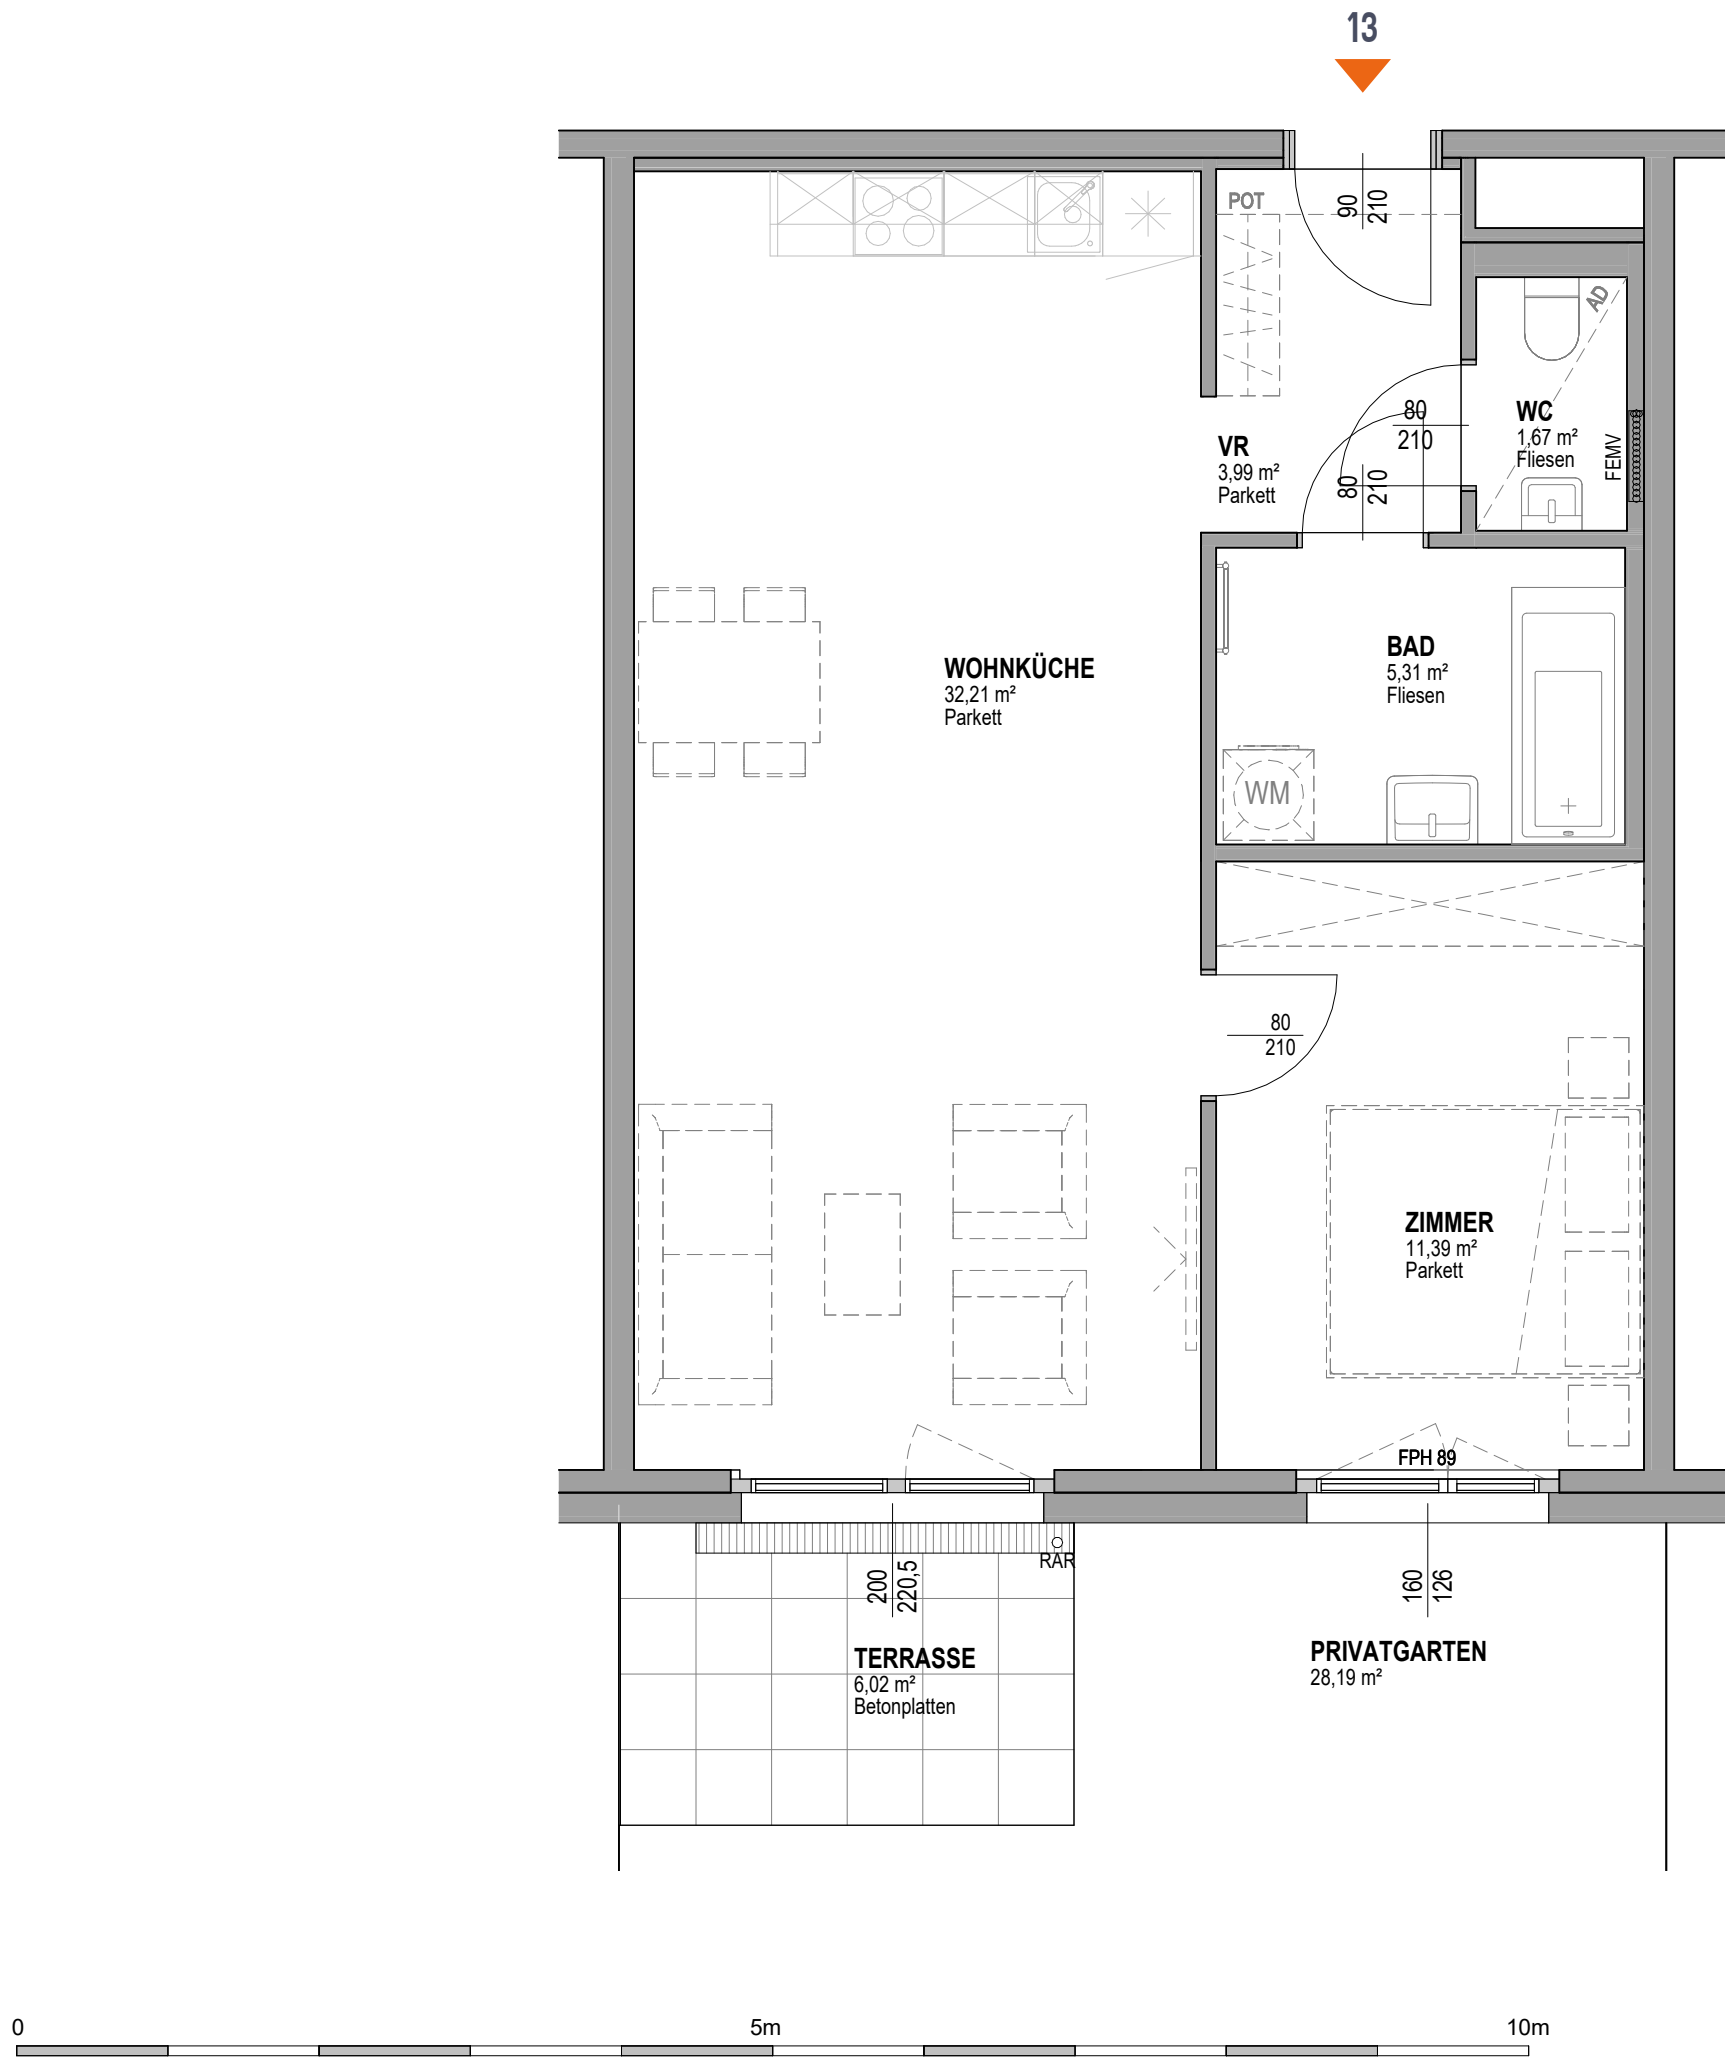 13
POT
90
210
AD
80
210
WC
1,67 m²
Fliesen
FEMV
VR
3,99 m²
Parkett
80
210
WOHNKÜCHE
32,21 m²
Parkett
BAD
5,31 m²
Fliesen
WM
80
210
ZIMMER
11,39 m²
Parkett
FPH 89
RAR
200
220,5
160
126
TERRASSE
6,02 m²
Betonplatten
PRIVATGARTEN
28,19 m²
0
5m
10m